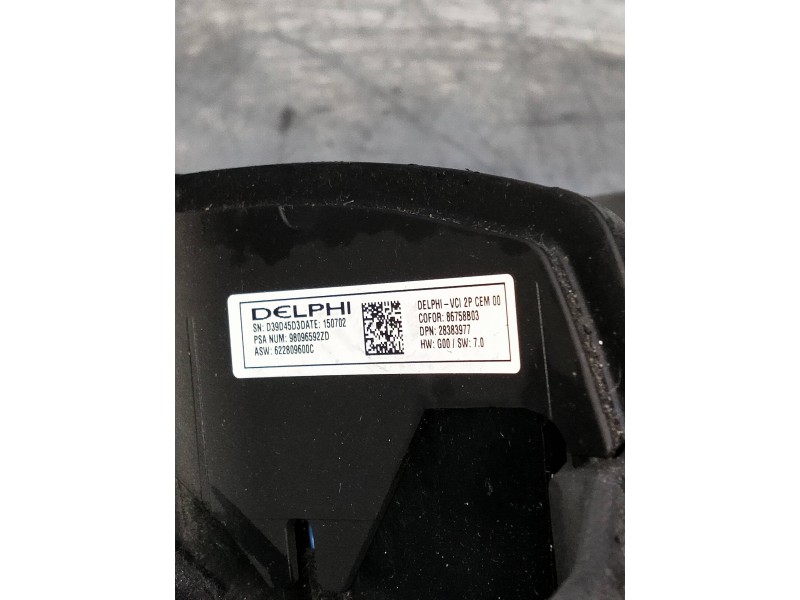 DELPHI
SN: D39D45D3DATE: 150702
PSA NUM: 98096592ZD
ASW: 622809600C
DELPHI-VCI 2P CEM 00
COFOR: 86758B03
DPN: 28383977
HW: G00 / SW: 7.0